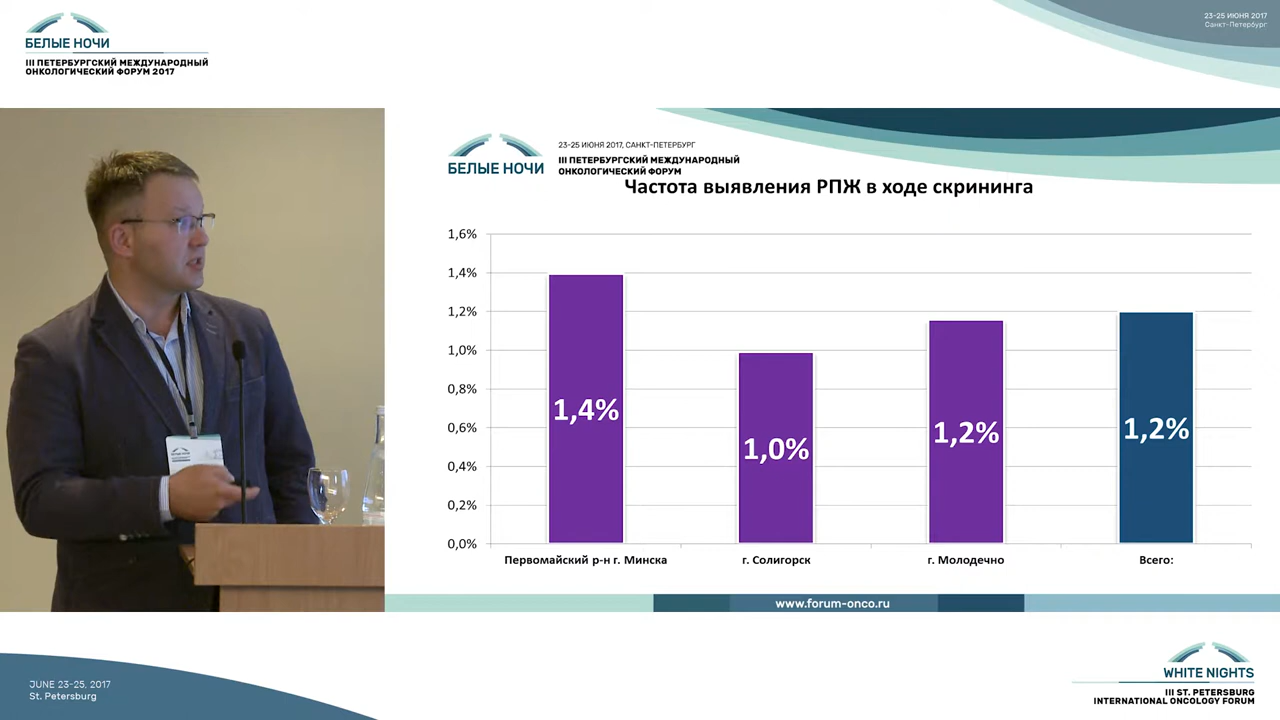 БЕЛЫЕ НОЧИ
III ПЕТЕРБУРГСКИЙ МЕЖДУНАРОДНЫЙ
ОНКОЛОГИЧЕСКИЙ ФОРУМ 2017
23-25 ИЮНЯ 2017
Санкт-Петербург
БЕЛЫЕ НОЧИ
23-25 ИЮНЯ 2017, САНКТ-ПЕТЕРБУРГ
III ПЕТЕРБУРГСКИЙ МЕЖДУНАРОДНЫЙ
ОНКОЛОГИЧЕСКИЙ ФОРУМ
Частота выявления РПЖ в ходе скрининга
1,6%
1,4%
1,2%
1,0%
0,8%
0,6%
0,4%
0,2%
0,0%
1,4%
1,0%
1,2%
1,2%
Первомайский р-н г. Минска
г. Солигорск
г. Молодечно
Всего:
www.forum-onco.ru
JUNE 23-25, 2017
St. Petersburg
WHITE NIGHTS
III ST. PETERSBURG
INTERNATIONAL ONCOLOGY FORUM